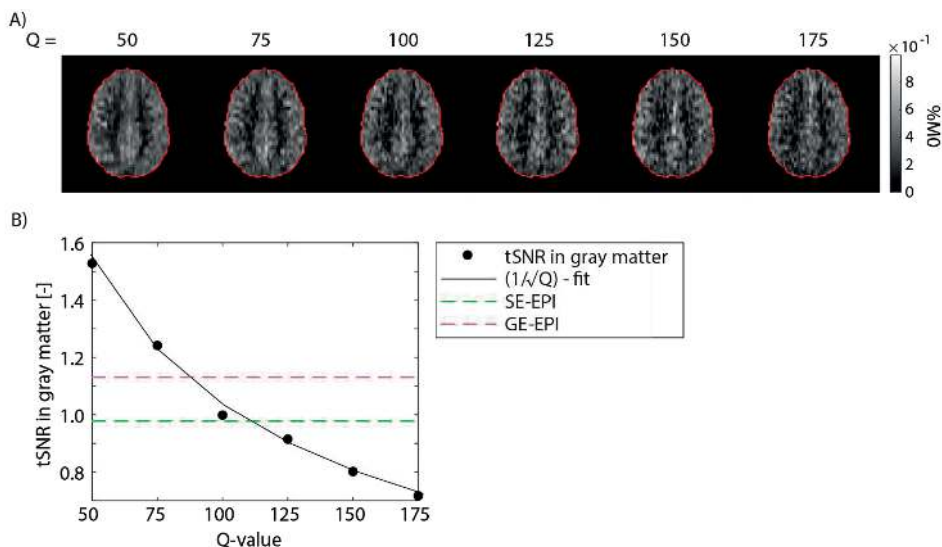 A)
Q = 50 75 100 125 150 175
×10⁻¹
8
6
4
2
0
%M0
B)
1.6
1.4
1.2
1.0
0.8
tSNR in gray matter [-]
50 75 100 125 150 175
Q-value
tSNR in gray matter
(1/√Q) - fit
SE-EPI
GE-EPI